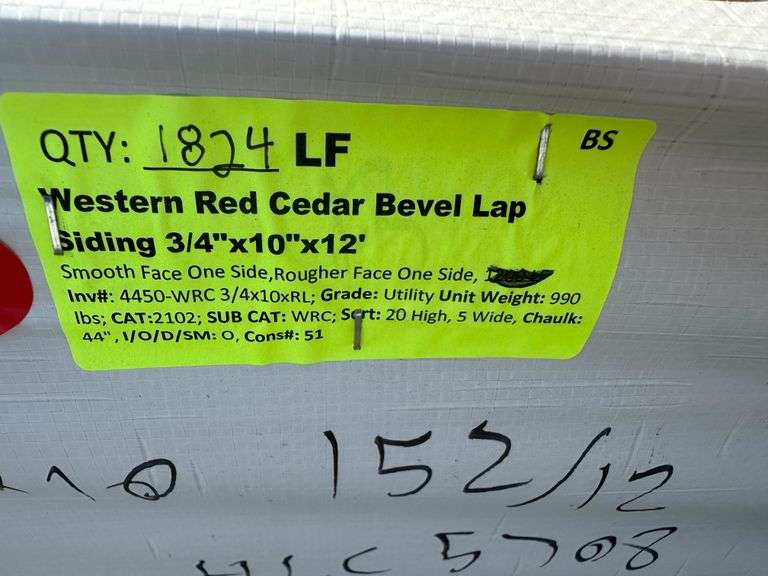 QTY: 1824 LF BS
Western Red Cedar Bevel Lap
Siding 3/4"x10"x12'
Smooth Face One Side,Rougher Face One Side,
Inv#: 4450-WRC 3/4x10xRL; Grade: Utility Unit Weight: 990
lbs; CAT:2102; SUB CAT: WRC; Sort: 20 High, 5 Wide, Chaulk:
44", I/O/D/SM: O, Cons#: 51
152/12
5708